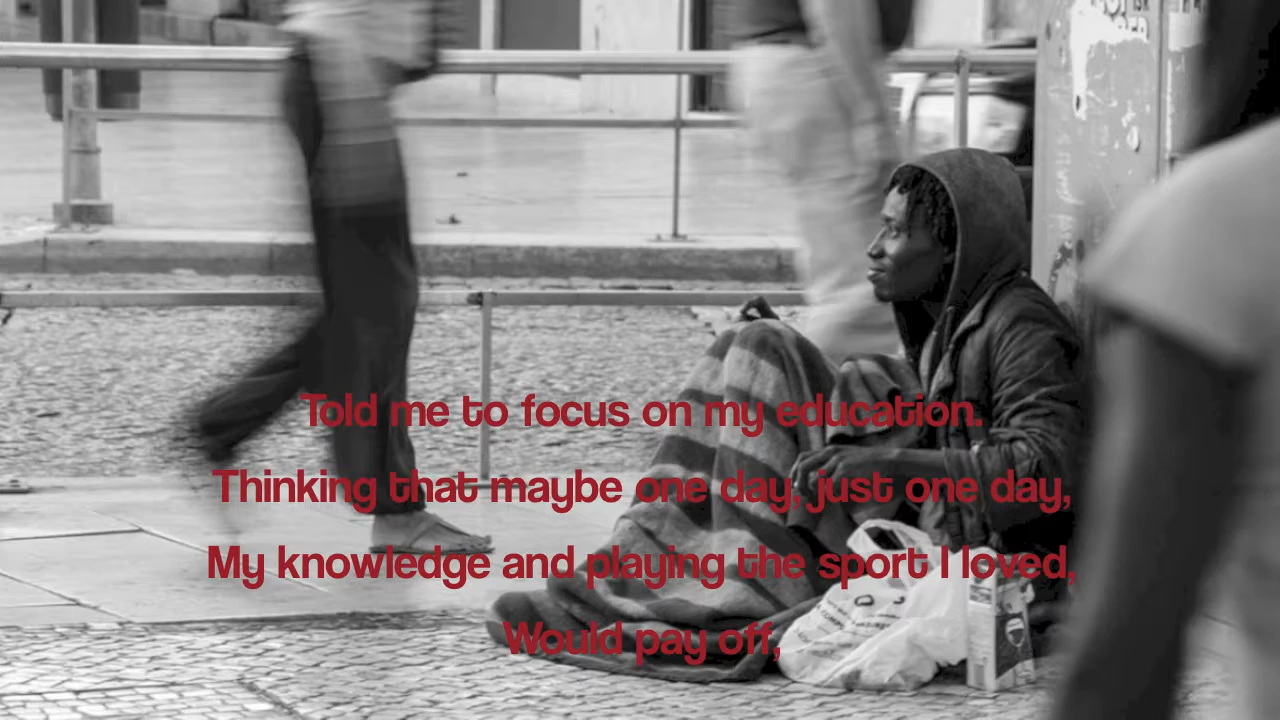 Told me to focus on my education.
Thinking that maybe one day, just one day,
My knowledge and playing the sport I loved,
Would pay off,